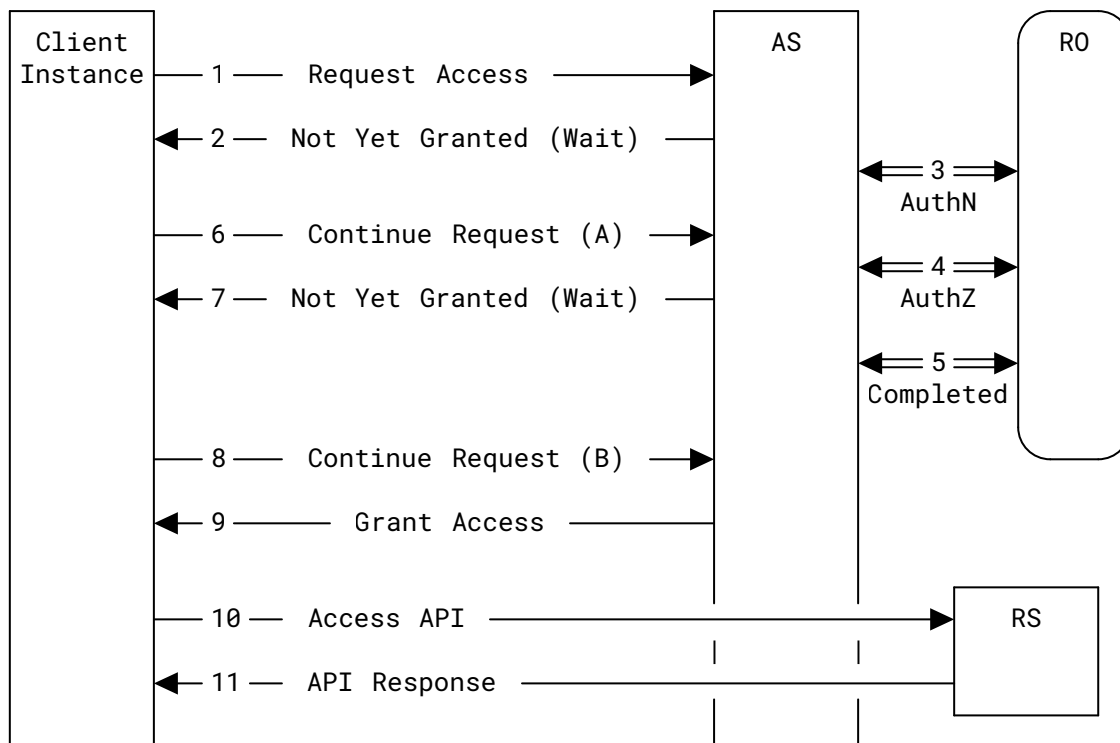 Client
Instance
AS
RO
1 Request Access
2 Not Yet Granted (Wait)
3
AuthN
6 Continue Request (A)
4
7 Not Yet Granted (Wait)
AuthZ
5
Completed
8 Continue Request (B)
9 Grant Access
10 Access API
RS
11 API Response